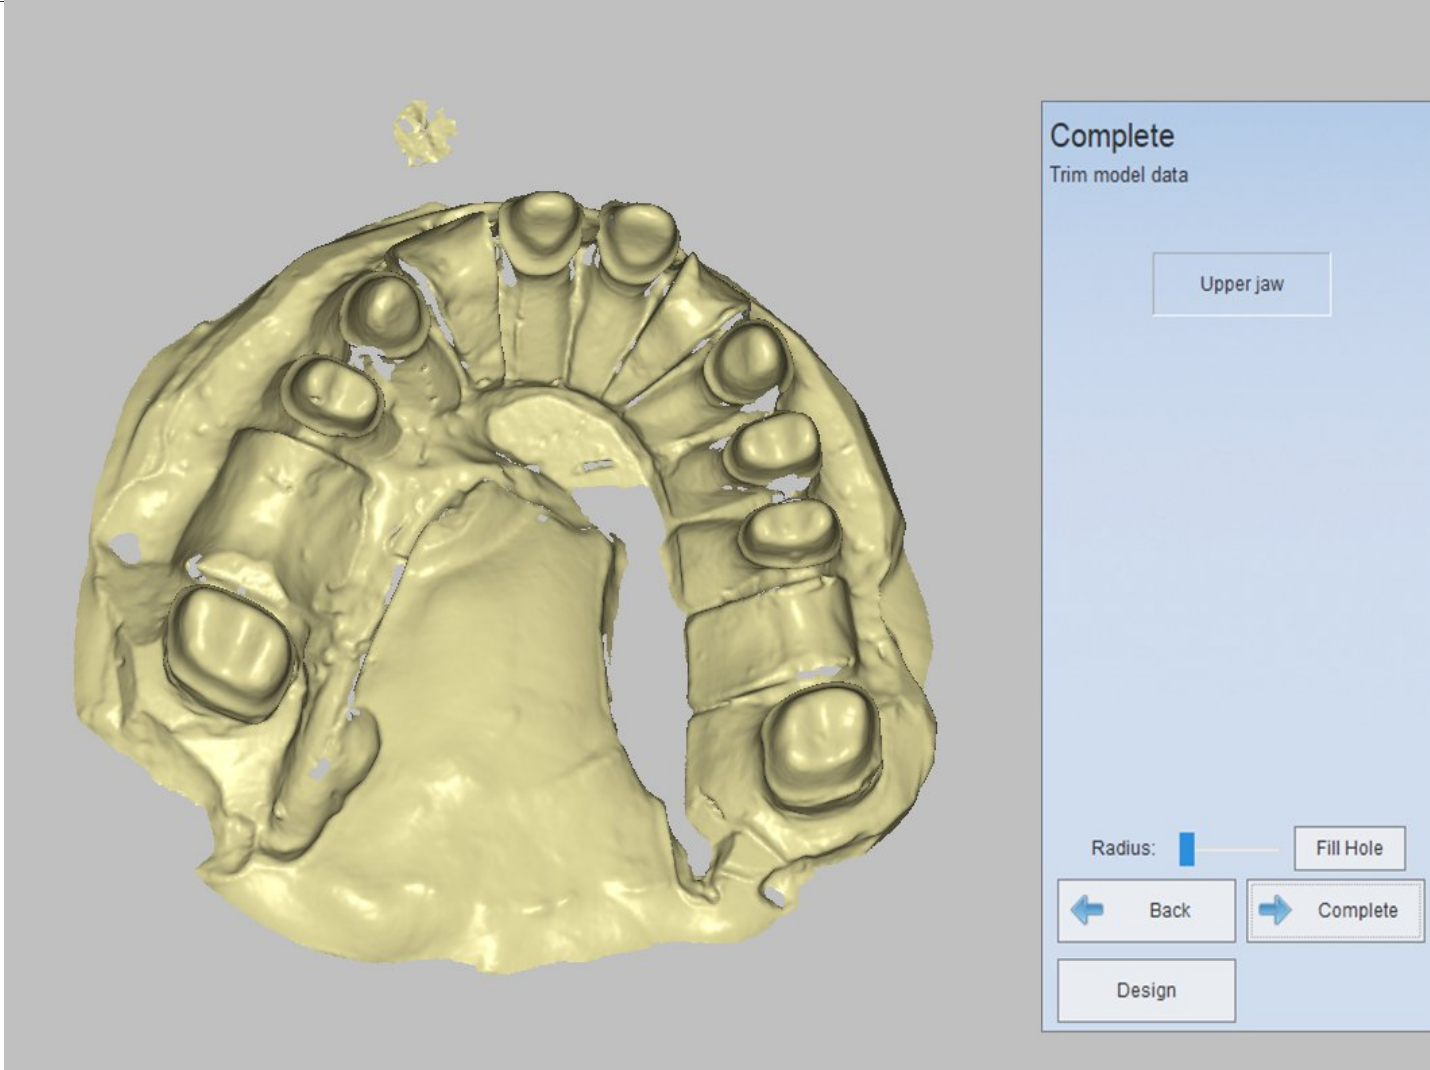 Complete
Trim model data
Upper jaw
Radius:
Fill Hole
Back
Complete
Design